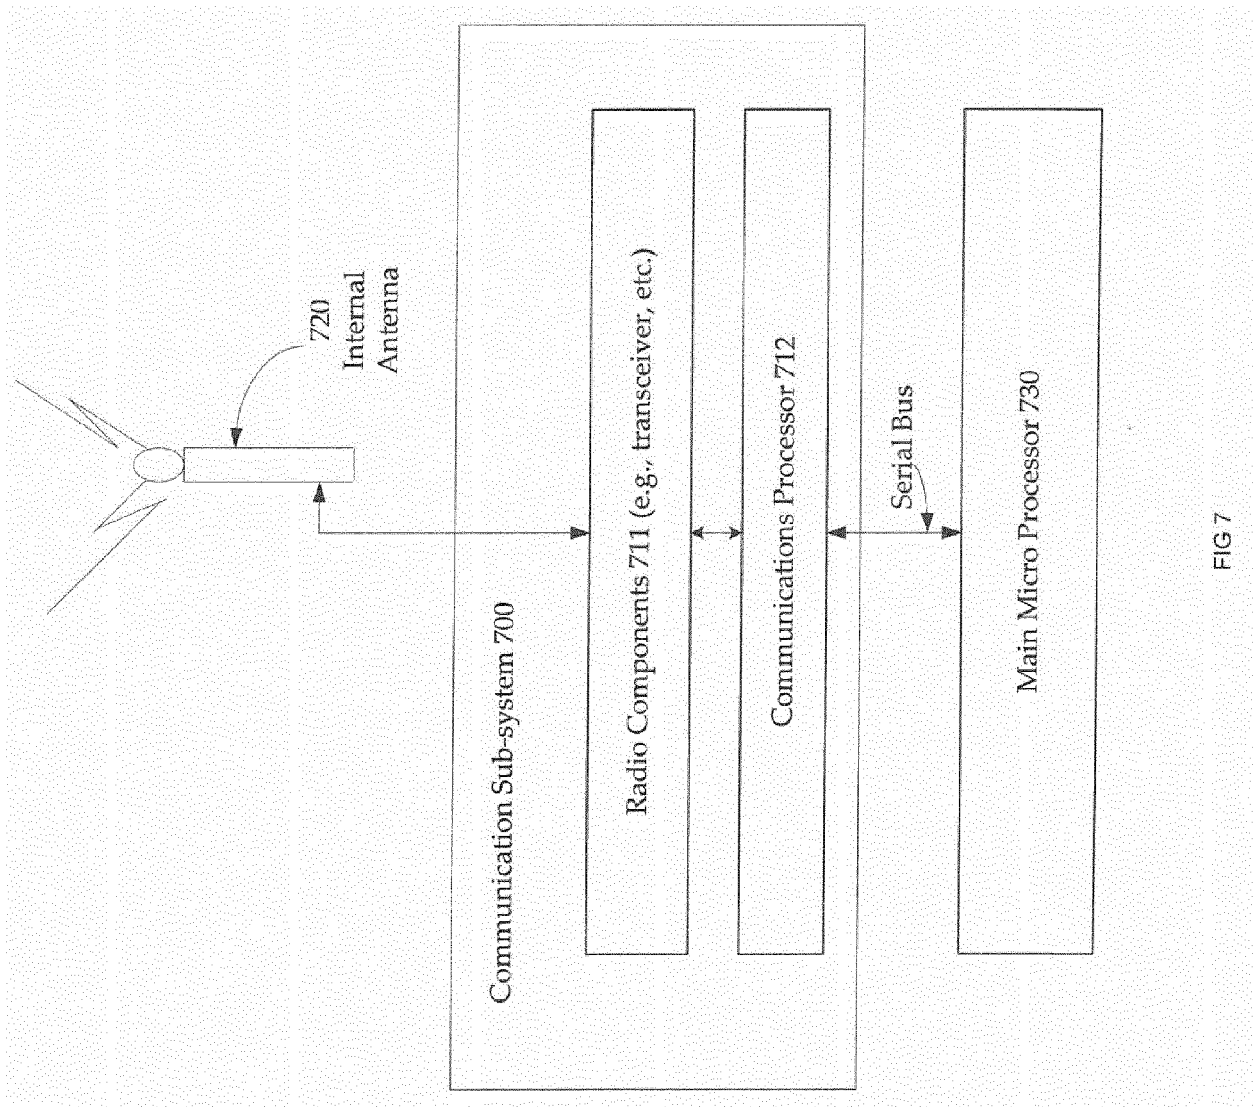 720
Internal
Antenna
Communication Sub-system 700
Radio Components 711 (e.g., transceiver, etc.)
Communications Processor 712
Serial Bus
Main Micro Processor 730
FIG 7